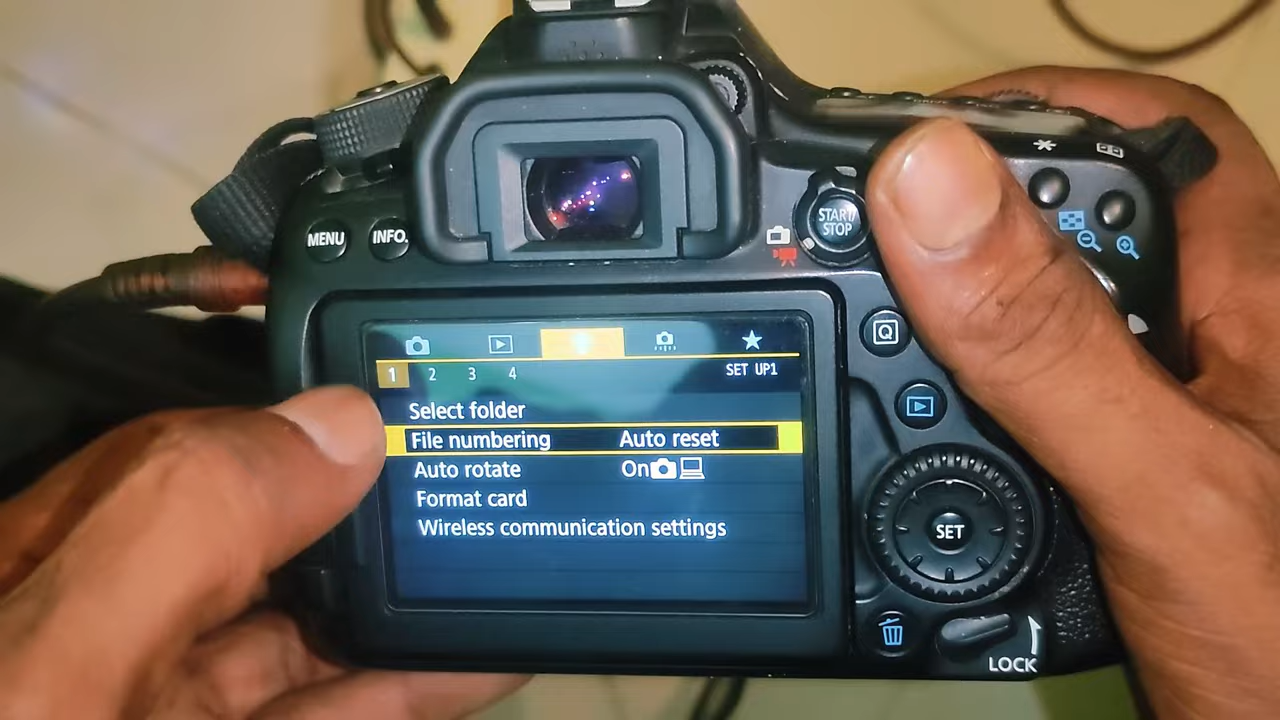 MENU
INFO.
START/
STOP
Q
1 2 3 4
SET UP1
Select folder
File numbering Auto reset
Auto rotate On
Format card
Wireless communication settings
SET
LOCK